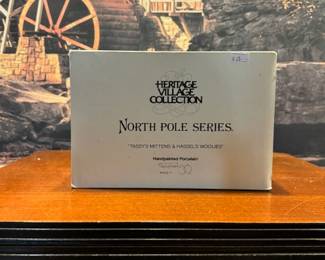 HERITAGE
VILLAGE
COLLECTION
NORTH POLE SERIES®
"TASSY'S MITTENS & HASSEL'S WOOLIES"
Handpainted Porcelain